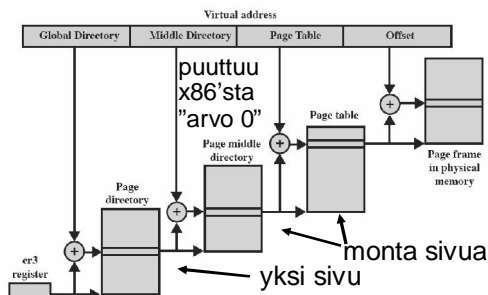 Virtual address
Global Directory
Middle Directory
Page Table
Offset
puuttuu
x86’sta
”arvo 0”
Page table
Page middle
directory
Page frame
in physical
memory
Page
directory
cr3
register
monta sivua
yksi sivu